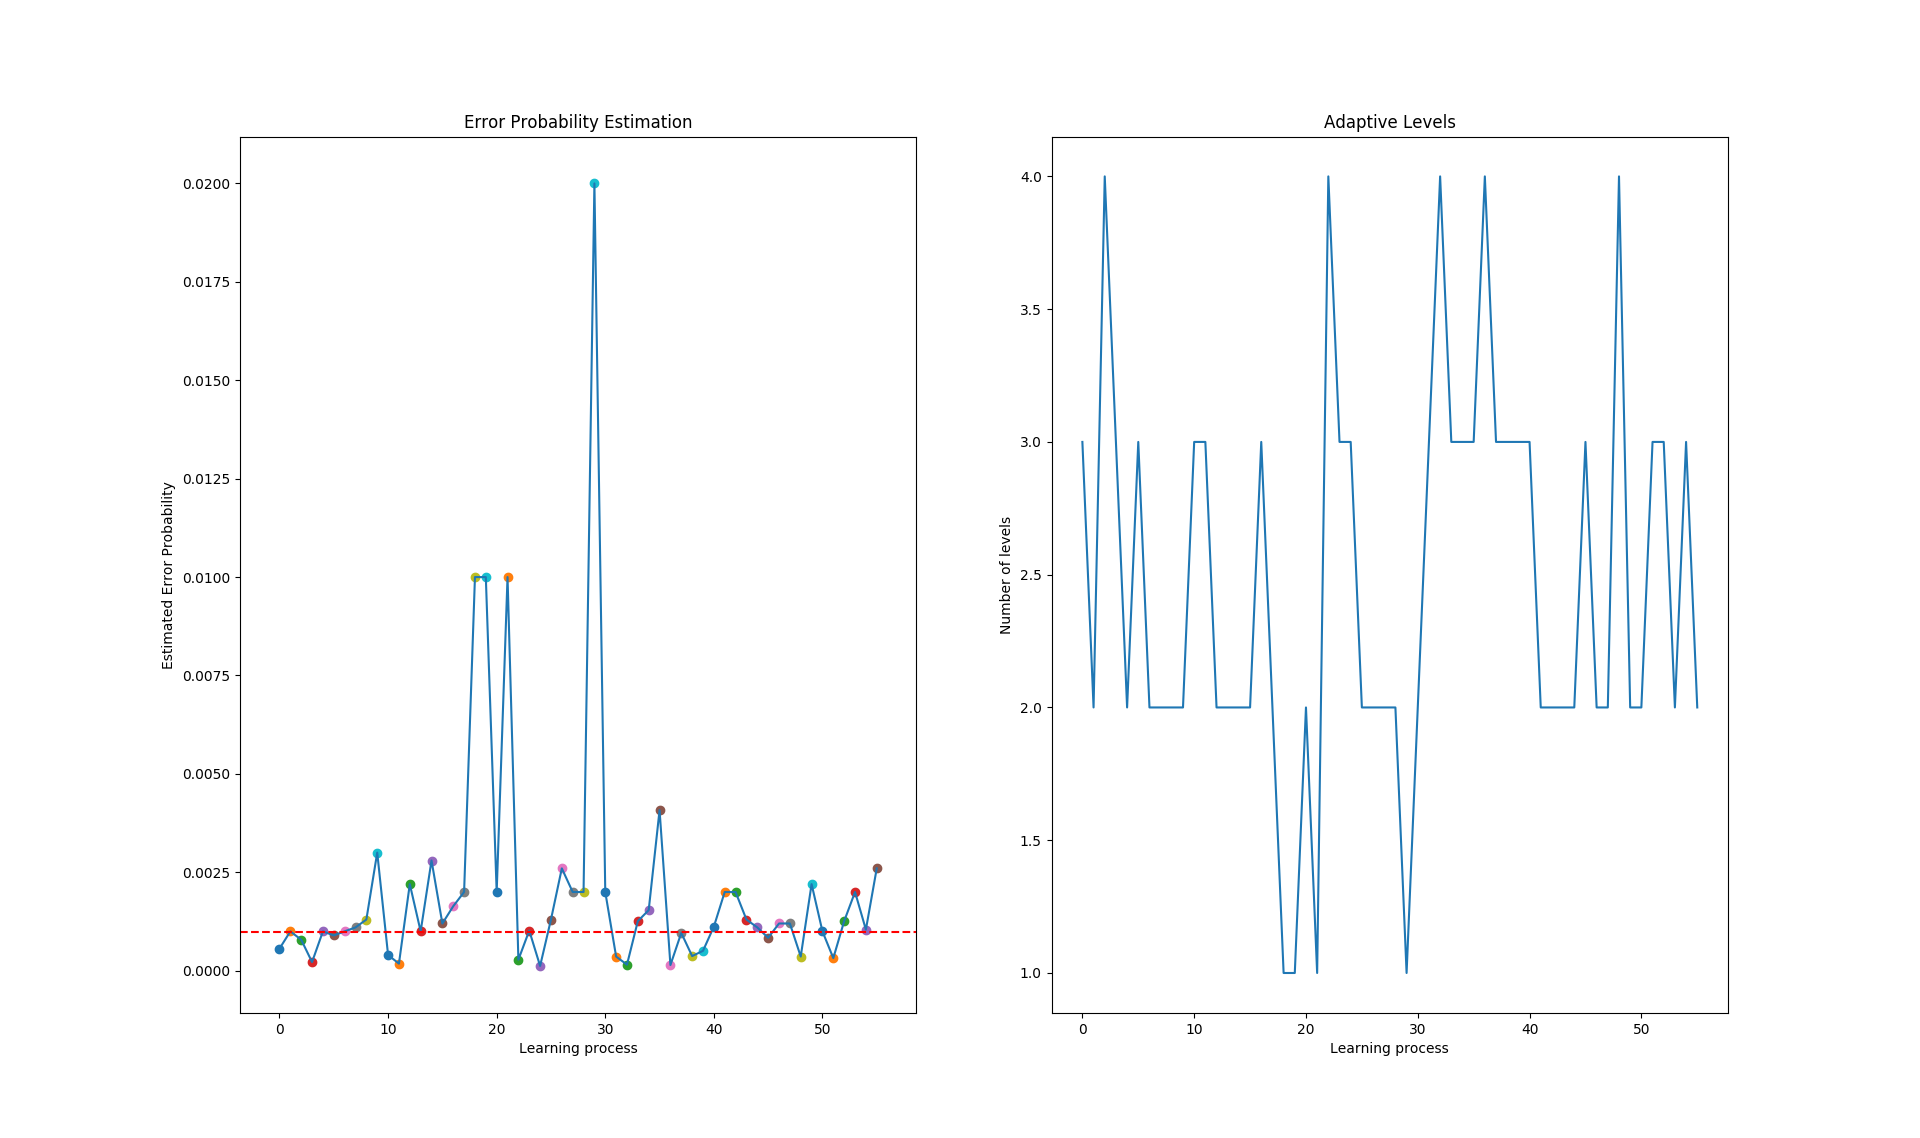 Error Probability Estimation
Estimated Error Probability
0.0200
0.0175
0.0150
0.0125
0.0100
0.0075
0.0050
0.0025
0.0000
0 10 20 30 40 50
Learning process
Adaptive Levels
Number of levels
4.0
3.5
3.0
2.5
2.0
1.5
1.0
0 10 20 30 40 50
Learning process